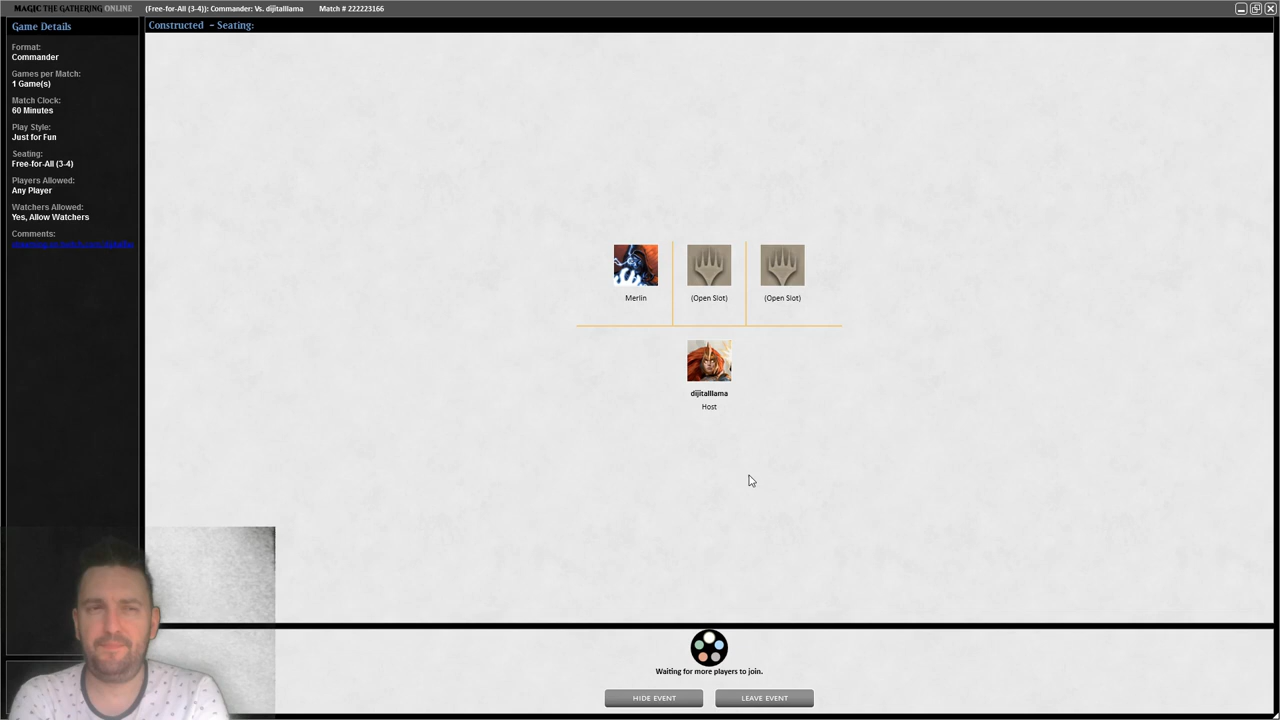 MAGIC THE GATHERING ONLINE (Free-for-All (3-4)): Commander: Vs. dijitalllama Match # 222223166
Game Details
Constructed - Seating:
Format:
Commander
Games per Match:
1 Game(s)
Match Clock:
60 Minutes
Play Style:
Just for Fun
Seating:
Free-for-All (3-4)
Players Allowed:
Any Player
Watchers Allowed:
Yes, Allow Watchers
Comments:
Merlin
(Open Slot)
(Open Slot)
dijitalllama
Host
Waiting for more players to join.
HIDE EVENT
LEAVE EVENT